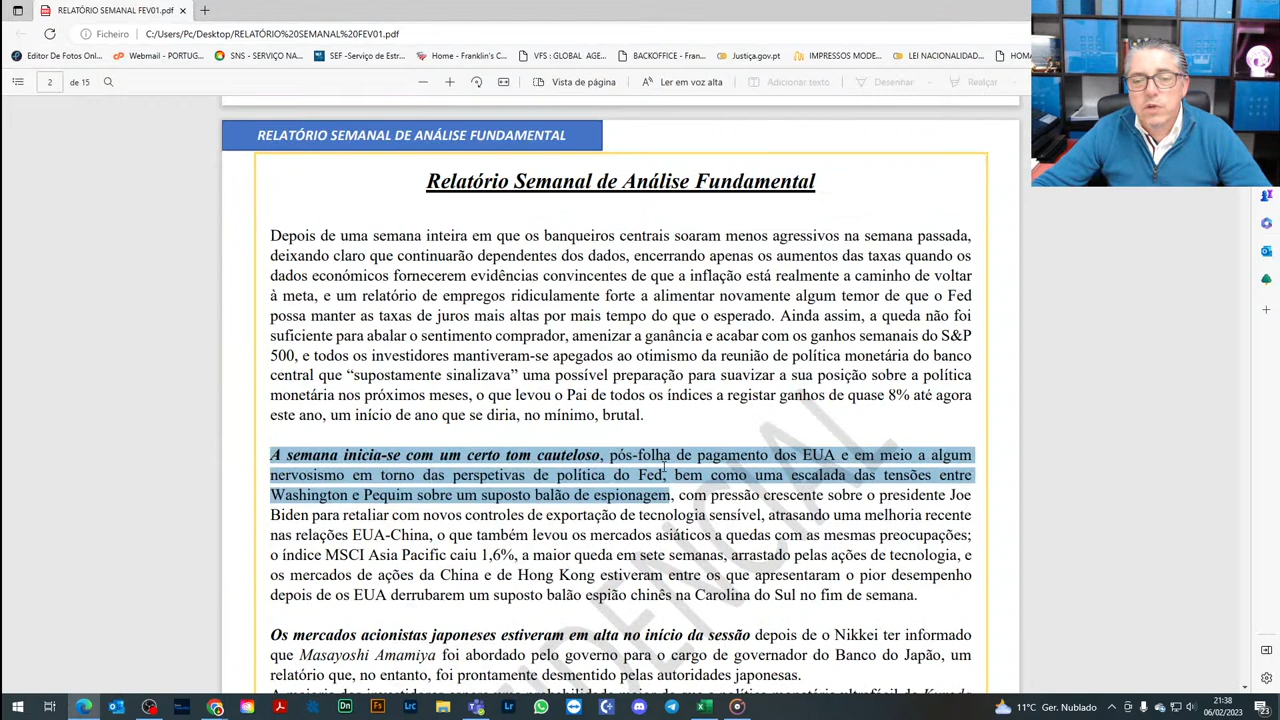 RELATÓRIO SEMANAL FEV01.pdf
Ficheiro
C:/Users/Pc/Desktop/RELATÓRIO%20SEMANAL%20FEV01.pdf
Editor De Fotos Onl...
Webmail - PORTUG...
SNS - SERVIÇO NA...
SEF -Serviço de Estr...
Home - Franklin's C...
VFS : GLOBAL AGE...
BACKOFFICE - Fran...
Justiça.gov.pt
IMPRESSOS MODE...
LEI NACIONALIDAD...
HOM
2 de 15
Vista de página
Ler em voz alta
Adicionar texto
Desenhar
Realçar
RELATÓRIO SEMANAL DE ANÁLISE FUNDAMENTAL
Relatório Semanal de Análise Fundamental
Depois de uma semana inteira em que os banqueiros centrais soaram menos agressivos na semana passada,
deixando claro que continuarão dependentes dos dados, encerrando apenas os aumentos das taxas quando os
dados económicos fornecerem evidências convincentes de que a inflação está realmente a caminho de voltar
à meta, e um relatório de empregos ridiculamente forte a alimentar novamente algum temor de que o Fed
possa manter as taxas de juros mais altas por mais tempo do que o esperado. Ainda assim, a queda não foi
suficiente para abalar o sentimento comprador, amenizar a ganância e acabar com os ganhos semanais do S&P
500, e todos os investidores mantiveram-se apegados ao otimismo da reunião de política monetária do banco
central que “supostamente sinalizava” uma possível preparação para suavizar a sua posição sobre a política
monetária nos próximos meses, o que levou o Pai de todos os índices a registar ganhos de quase 8% até agora
este ano, um início de ano que se diria, no mínimo, brutal.
A semana inicia-se com um certo tom cauteloso, pós-folha de pagamento dos EUA e em meio a algum
nervosismo em torno das perspetivas de política do Fed, bem como uma escalada das tensões entre
Washington e Pequim sobre um suposto balão de espionagem, com pressão crescente sobre o presidente Joe
Biden para retaliar com novos controles de exportação de tecnologia sensível, atrasando uma melhoria recente
nas relações EUA-China, o que também levou os mercados asiáticos a quedas com as mesmas preocupações;
o índice MSCI Asia Pacific caiu 1,6%, a maior queda em sete semanas, arrastado pelas ações de tecnologia, e
os mercados de ações da China e de Hong Kong estiveram entre os que apresentaram o pior desempenho
depois de os EUA derrubarem um suposto balão espião chinês na Carolina do Sul no fim de semana.
Os mercados acionistas japoneses estiveram em alta no início da sessão depois de o Nikkei ter informado
que Masayoshi Amamiya foi abordado pelo governo para o cargo de governador do Banco do Japão, um
relatório que, no entanto, foi prontamente desmentido pelas autoridades japonesas.
11°C Ger. Nublado
21:38
06/02/2023